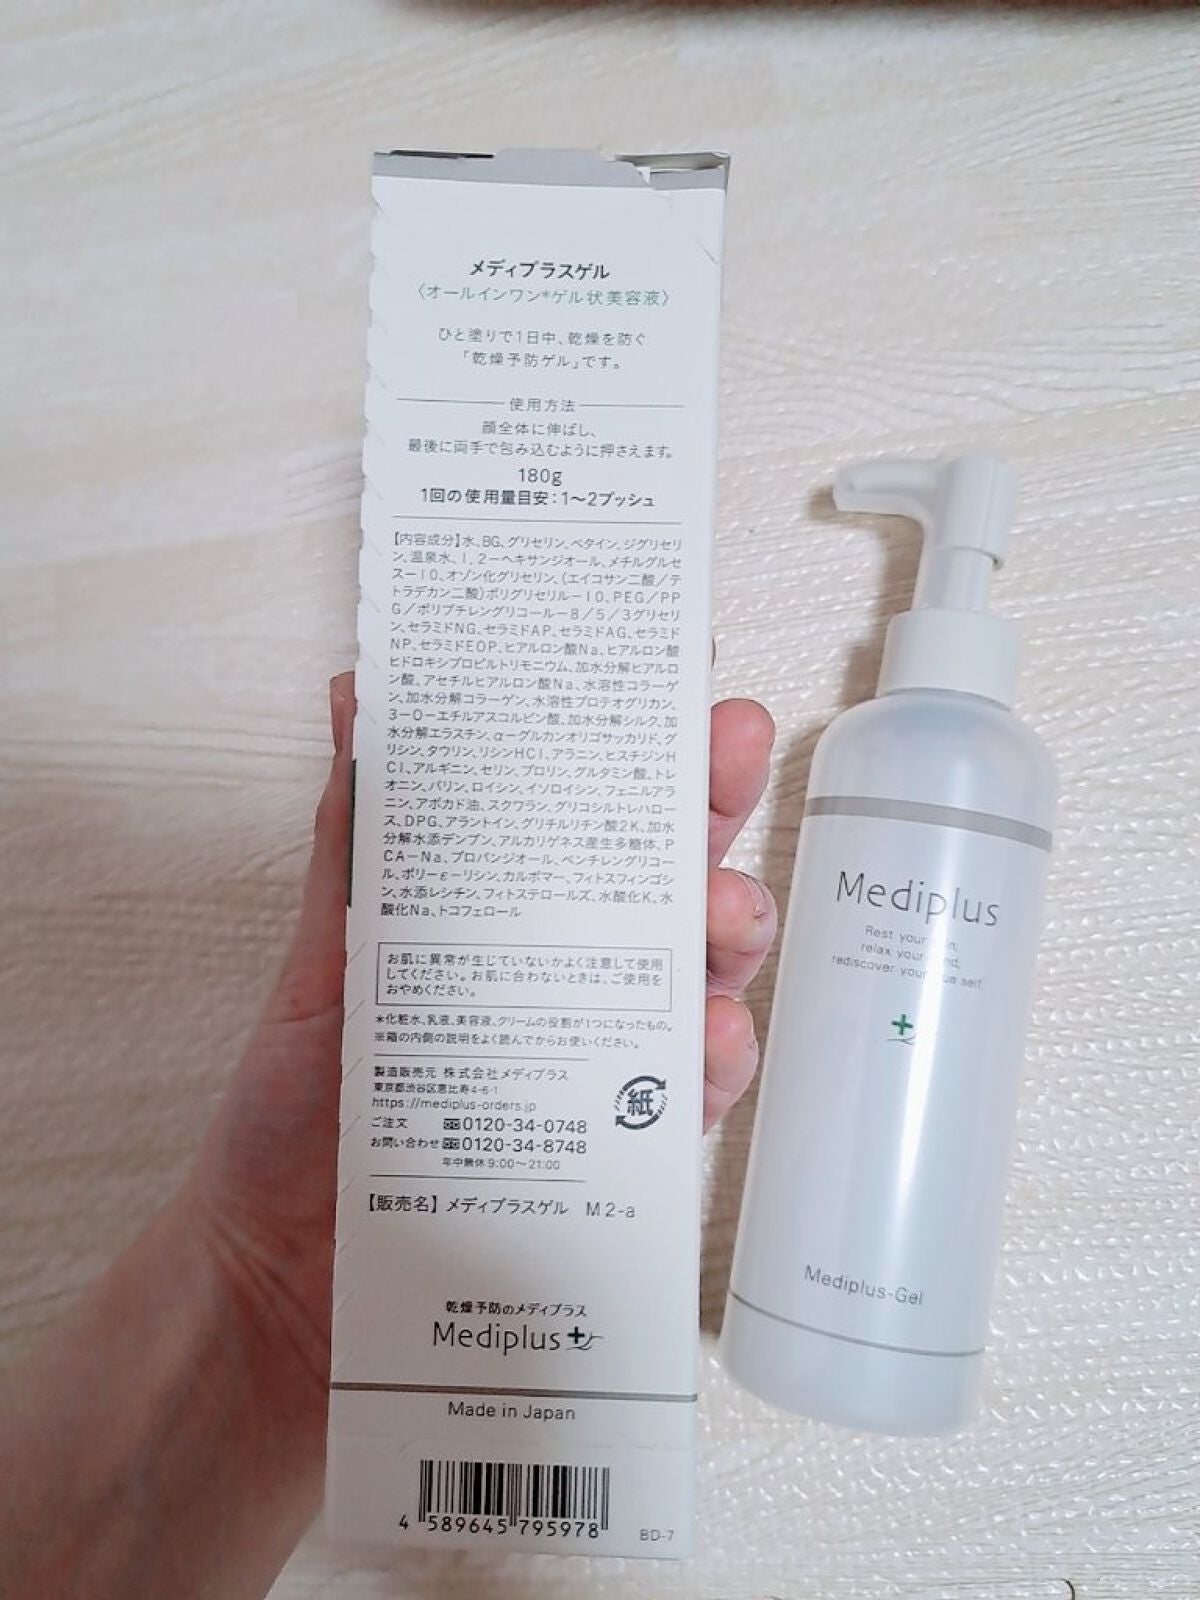 メディプラスゲル
〈オールインワン*ゲル状美容液〉
ひと塗りで1日中、乾燥を防ぐ
「乾燥予防ゲル」です。
使用方法
顔全体に伸ばし、
最後に両手で包み込むように押さえます。
180g
1回の使用量目安:1〜2プッシュ
【内容成分】水、BG、グリセリン、ベタイン、ジグリセリ
ン、温泉水、1,2-ヘキサンジオール、メチルグルセ
ス-10、オゾン化グリセリン、(エイコサン二酸/テ
トラデカン二酸)ポリグリセリル-10、PEG/PP
G/ポリブチレングリコール-8/5/3グリセリ
ン、セラミドNG、セラミドAP、セラミドAG、セラミド
NP、セラミドEOP、ヒアルロン酸Na、ヒアルロン酸
ヒドロキシプロピルトリモニウム、加水分解ヒアルロ
ン酸、アセチルヒアルロン酸Na、水溶性コラーゲ
ン、加水分解コラーゲン、水溶性プロテオグリカン、
3-O-エチルアスコルビン酸、加水分解シルク、加
水分解エラスチン、α-グルカンオリゴサッカリド、グ
リシン、タウリン、リシンHCl、アラニン、ヒスチジンH
Cl、アルギニン、セリン、プロリン、グルタミン酸、トレ
オニン、バリン、ロイシン、イソロイシン、フェニルアラ
ニン、アボカド油、スクワラン、グリコシルトレハロー
ス、DPG、アラントイン、グリチルリチン酸2K、加水
分解水添デンプン、アルカリゲネス産生多糖体、P
CA-Na、プロパンジオール、ペンチレングリコー
ル、ポリ-ε-リシン、カルボマー、フィトスフィンゴシ
ン、水添レシチン、フィトステロールズ、水酸化K、水
酸化Na、トコフェロール
お肌に異常が生じていないかよく注意して使用
してください。お肌に合わないときは、ご使用を
おやめください。
*化粧水、乳液、美容液、クリームの役割が1つになったもの。
※箱の内側の説明をよく読んでからお使いください。
製造販売元 株式会社メディプラス
東京都渋谷区恵比寿4-6-1
https://mediplus-orders.jp
ご注文 0120-34-0748
お問い合わせ 0120-34-8748
年中無休9:00〜21:00
紙
【販売名】メディプラスゲル M2-a
乾燥予防のメディプラス
Mediplus
Made in Japan
4 589645 795978
BD-7
Mediplus
Rest your
relax your
rediscover your self.
Mediplus-Gel